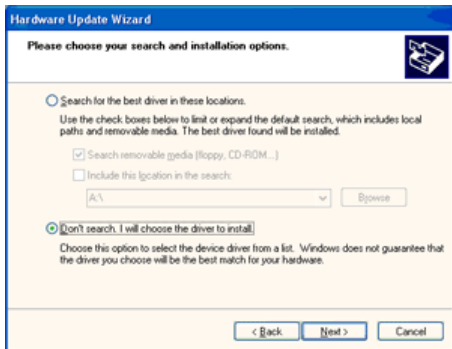 Hardware Update Wizard
Please choose your search and installation options.
Search for the best driver in these locations.
Use the check boxes below to limit or expand the default search, which includes local
paths and removable media. The best driver found will be installed.
Search removable media (floppy, CD-ROM...)
Include this location in the search:
A:\
Browse
Don't search. I will choose the driver to install.
Choose this option to select the device driver from a list. Windows does not guarantee that
the driver you choose will be the best match for your hardware.
< Back Next > Cancel